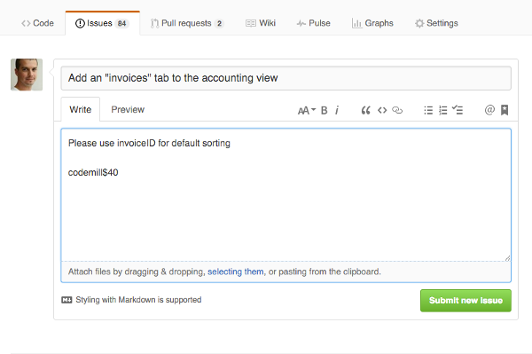 Code Issues 84 Pull requests 2 Wiki Pulse Graphs Settings
Add an "invoices" tab to the accounting view
Write Preview AA B i @
Please use invoiceID for default sorting
codemill$40
Attach files by dragging & dropping, selecting them, or pasting from the clipboard.
Styling with Markdown is supported Submit new issue